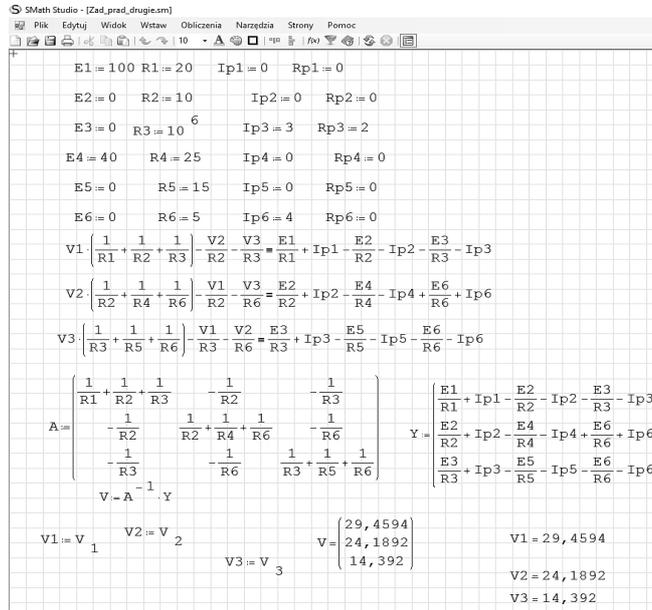 SMath Studio - [Zad_prad_drugie.sm]
Plik Edytuj Widok Wstaw Obliczenia Narzędzia Strony Pomoc
10 A f(x)
E1≔100 R1≔20 Ip1≔0 Rp1≔0
E2≔0 R2≔10 Ip2≔0 Rp2≔0
E3≔0 R3≔10^6 Ip3≔3 Rp3≔2
E4≔40 R4≔25 Ip4≔0 Rp4≔0
E5≔0 R5≔15 Ip5≔0 Rp5≔0
E6≔0 R6≔5 Ip6≔4 Rp6≔0
V1·(1/R1+1/R2+1/R3)-V2/R2-V3/R3=E1/R1+Ip1-E2/R2-Ip2-E3/R3-Ip3
V2·(1/R2+1/R4+1/R6)-V1/R2-V3/R6=E2/R2+Ip2-E4/R4-Ip4+E6/R6+Ip6
V3·(1/R3+1/R5+1/R6)-V1/R3-V2/R6=E3/R3+Ip3-E5/R5-Ip5-E6/R6-Ip6
1/R1+1/R2+1/R3 -1/R2 -1/R3 E1/R1+Ip1-E2/R2-Ip2-E3/R3-Ip3
A≔ -1/R2 1/R2+1/R4+1/R6 -1/R6 Y≔ E2/R2+Ip2-E4/R4-Ip4+E6/R6+Ip6
-1/R3 -1/R6 1/R3+1/R5+1/R6 E3/R3+Ip3-E5/R5-Ip5-E6/R6-Ip6
V≔A^-1·Y
V1≔V 1 V2≔V 2 V3≔V 3
V= 29,4594 24,1892 14,392
V1=29,4594
V2=24,1892
V3=14,392